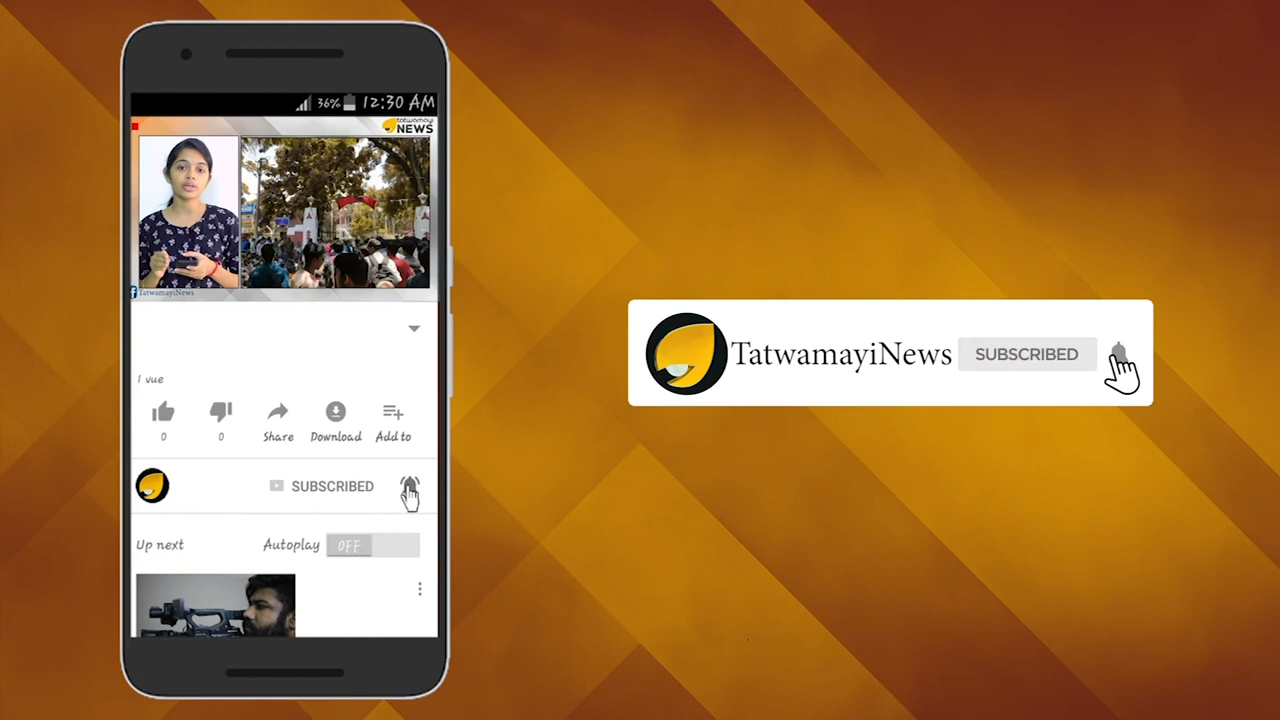 36% 12:30 AM
tatwamayi
NEWS
TatwamayiNews
1 vue
0 0 Share Download Add to
SUBSCRIBED
Up next Autoplay OFF
TatwamayiNews SUBSCRIBED